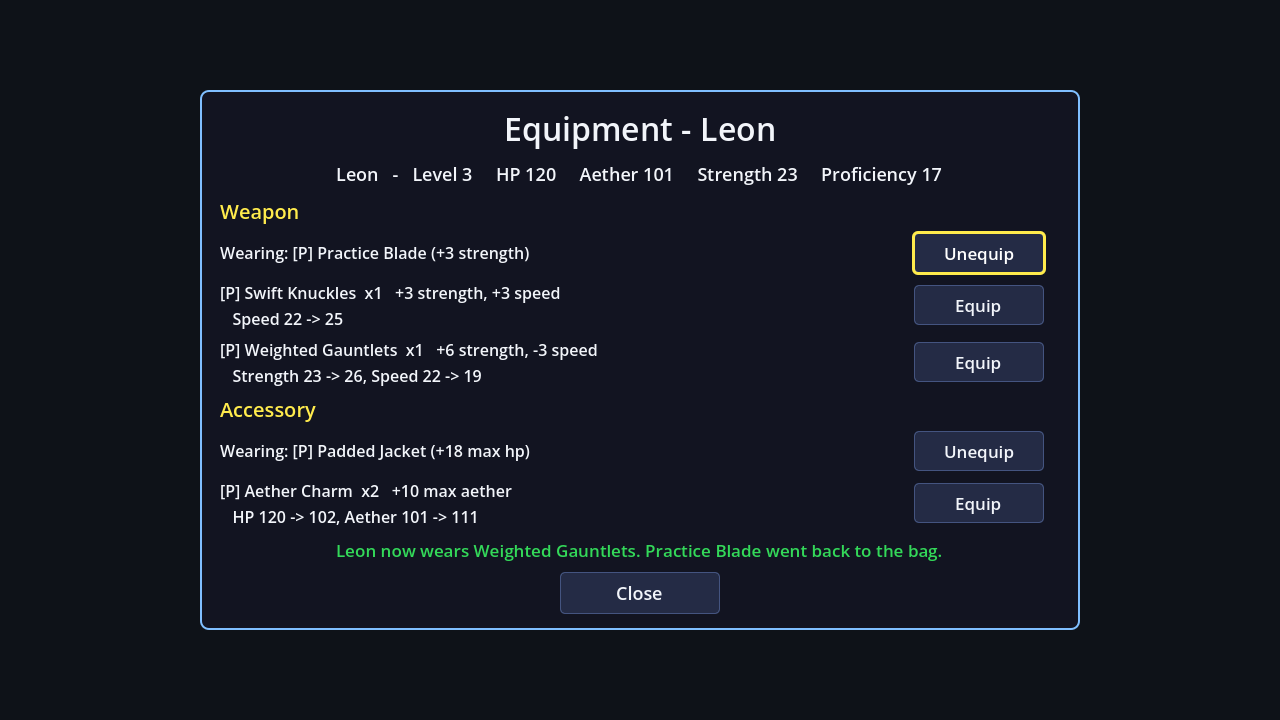 Equipment - Leon
Leon - Level 3 HP 120 Aether 101 Strength 23 Proficiency 17
Weapon
Wearing: [P] Practice Blade (+3 strength)
Unequip
[P] Swift Knuckles x1 +3 strength, +3 speed
Equip
Speed 22 -> 25
[P] Weighted Gauntlets x1 +6 strength, -3 speed
Equip
Strength 23 -> 26, Speed 22 -> 19
Accessory
Wearing: [P] Padded Jacket (+18 max hp)
Unequip
[P] Aether Charm x2 +10 max aether
Equip
HP 120 -> 102, Aether 101 -> 111
Leon now wears Weighted Gauntlets. Practice Blade went back to the bag.
Close